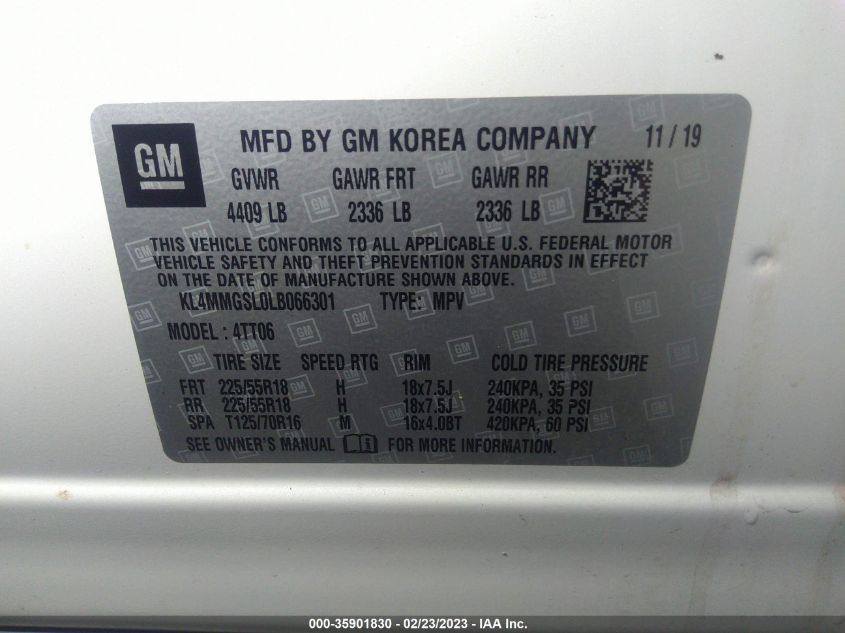 GM MFD BY GM KOREA COMPANY 11 / 19
GVWR GAWR FRT GAWR RR
4409 LB 2336 LB 2336 LB
THIS VEHICLE CONFORMS TO ALL APPLICABLE U.S. FEDERAL MOTOR
VEHICLE SAFETY AND THEFT PREVENTION STANDARDS IN EFFECT
ON THE DATE OF MANUFACTURE SHOWN ABOVE.
KL4MMGSL0LB066301 TYPE: MPV
MODEL : 4TT06
TIRE SIZE SPEED RTG RIM COLD TIRE PRESSURE
FRT 225/55R18 H 18x7.5J 240KPA, 35 PSI
RR 225/55R18 H 18x7.5J 240KPA, 35 PSI
SPA T125/70R16 M 16x4.0BT 420KPA, 60 PSI
SEE OWNER'S MANUAL FOR MORE INFORMATION.
000-35901830 - 02/23/2023 - IAA Inc.